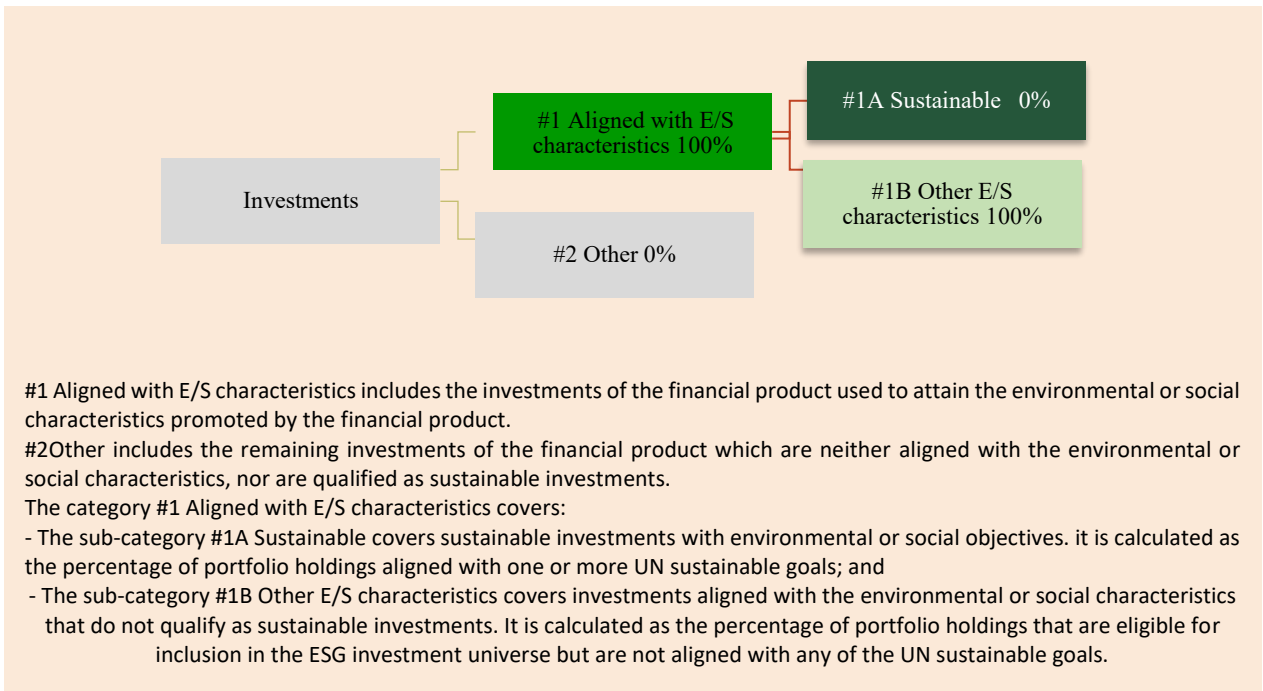 #1A Sustainable 0%
#1 Aligned with E/S
characteristics 100%
Investments
#1B Other E/S
characteristics 100%
#2 Other 0%
#1 Aligned with E/S characteristics includes the investments of the financial product used to attain the environmental or social
characteristics promoted by the financial product.
#2Other includes the remaining investments of the financial product which are neither aligned with the environmental or
social characteristics, nor are qualified as sustainable investments.
The category #1 Aligned with E/S characteristics covers:
- The sub-category #1A Sustainable covers sustainable investments with environmental or social objectives. it is calculated as
the percentage of portfolio holdings aligned with one or more UN sustainable goals; and
- The sub-category #1B Other E/S characteristics covers investments aligned with the environmental or social characteristics
that do not qualify as sustainable investments. It is calculated as the percentage of portfolio holdings that are eligible for
inclusion in the ESG investment universe but are not aligned with any of the UN sustainable goals.